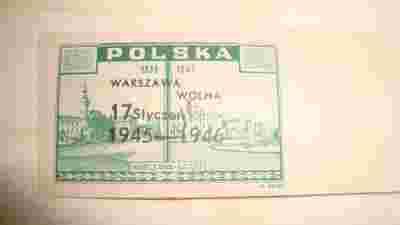 POLSKA
1939 1945
WARSZAWA
WOLNA
17 Styczeń
1945—1946